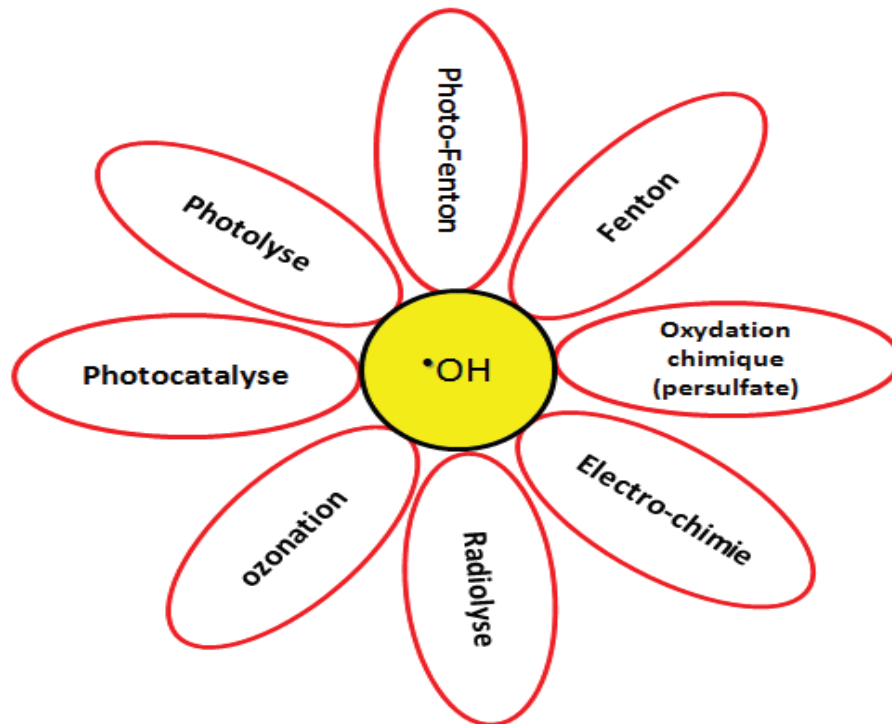 Photo-Fenton
Fenton
Oxydation
chimique
(persulfate)
Electro-chimie
Radiolyse
ozonation
Photocatalyse
Photolyse
•OH